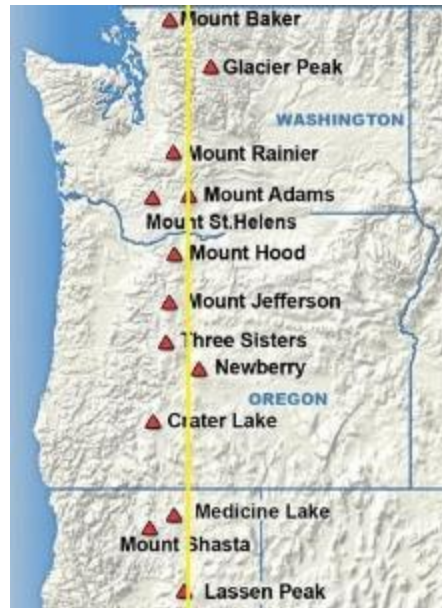 Mount Baker
Glacier Peak
WASHINGTON
Mount Rainier
Mount Adams
Mount St.Helens
Mount Hood
Mount Jefferson
Three Sisters
Newberry
OREGON
Crater Lake
Medicine Lake
Mount Shasta
Lassen Peak